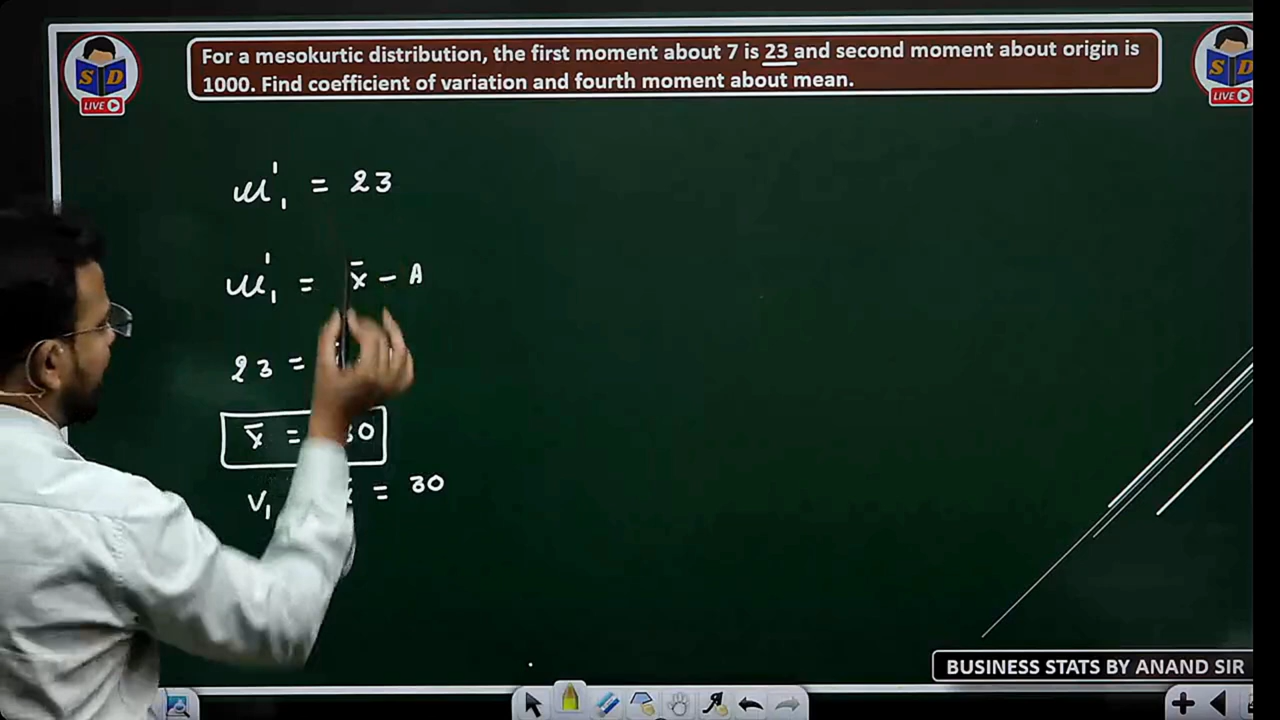 For a mesokurtic distribution, the first moment about 7 is 23 and second moment about origin is
1000. Find coefficient of variation and fourth moment about mean.
S D
LIVE
S D
LIVE
μ'₁ = 23
μ'₁ = x̄ - A
23 =
x̄ = 30
V₁ x̄ = 30
BUSINESS STATS BY ANAND SIR